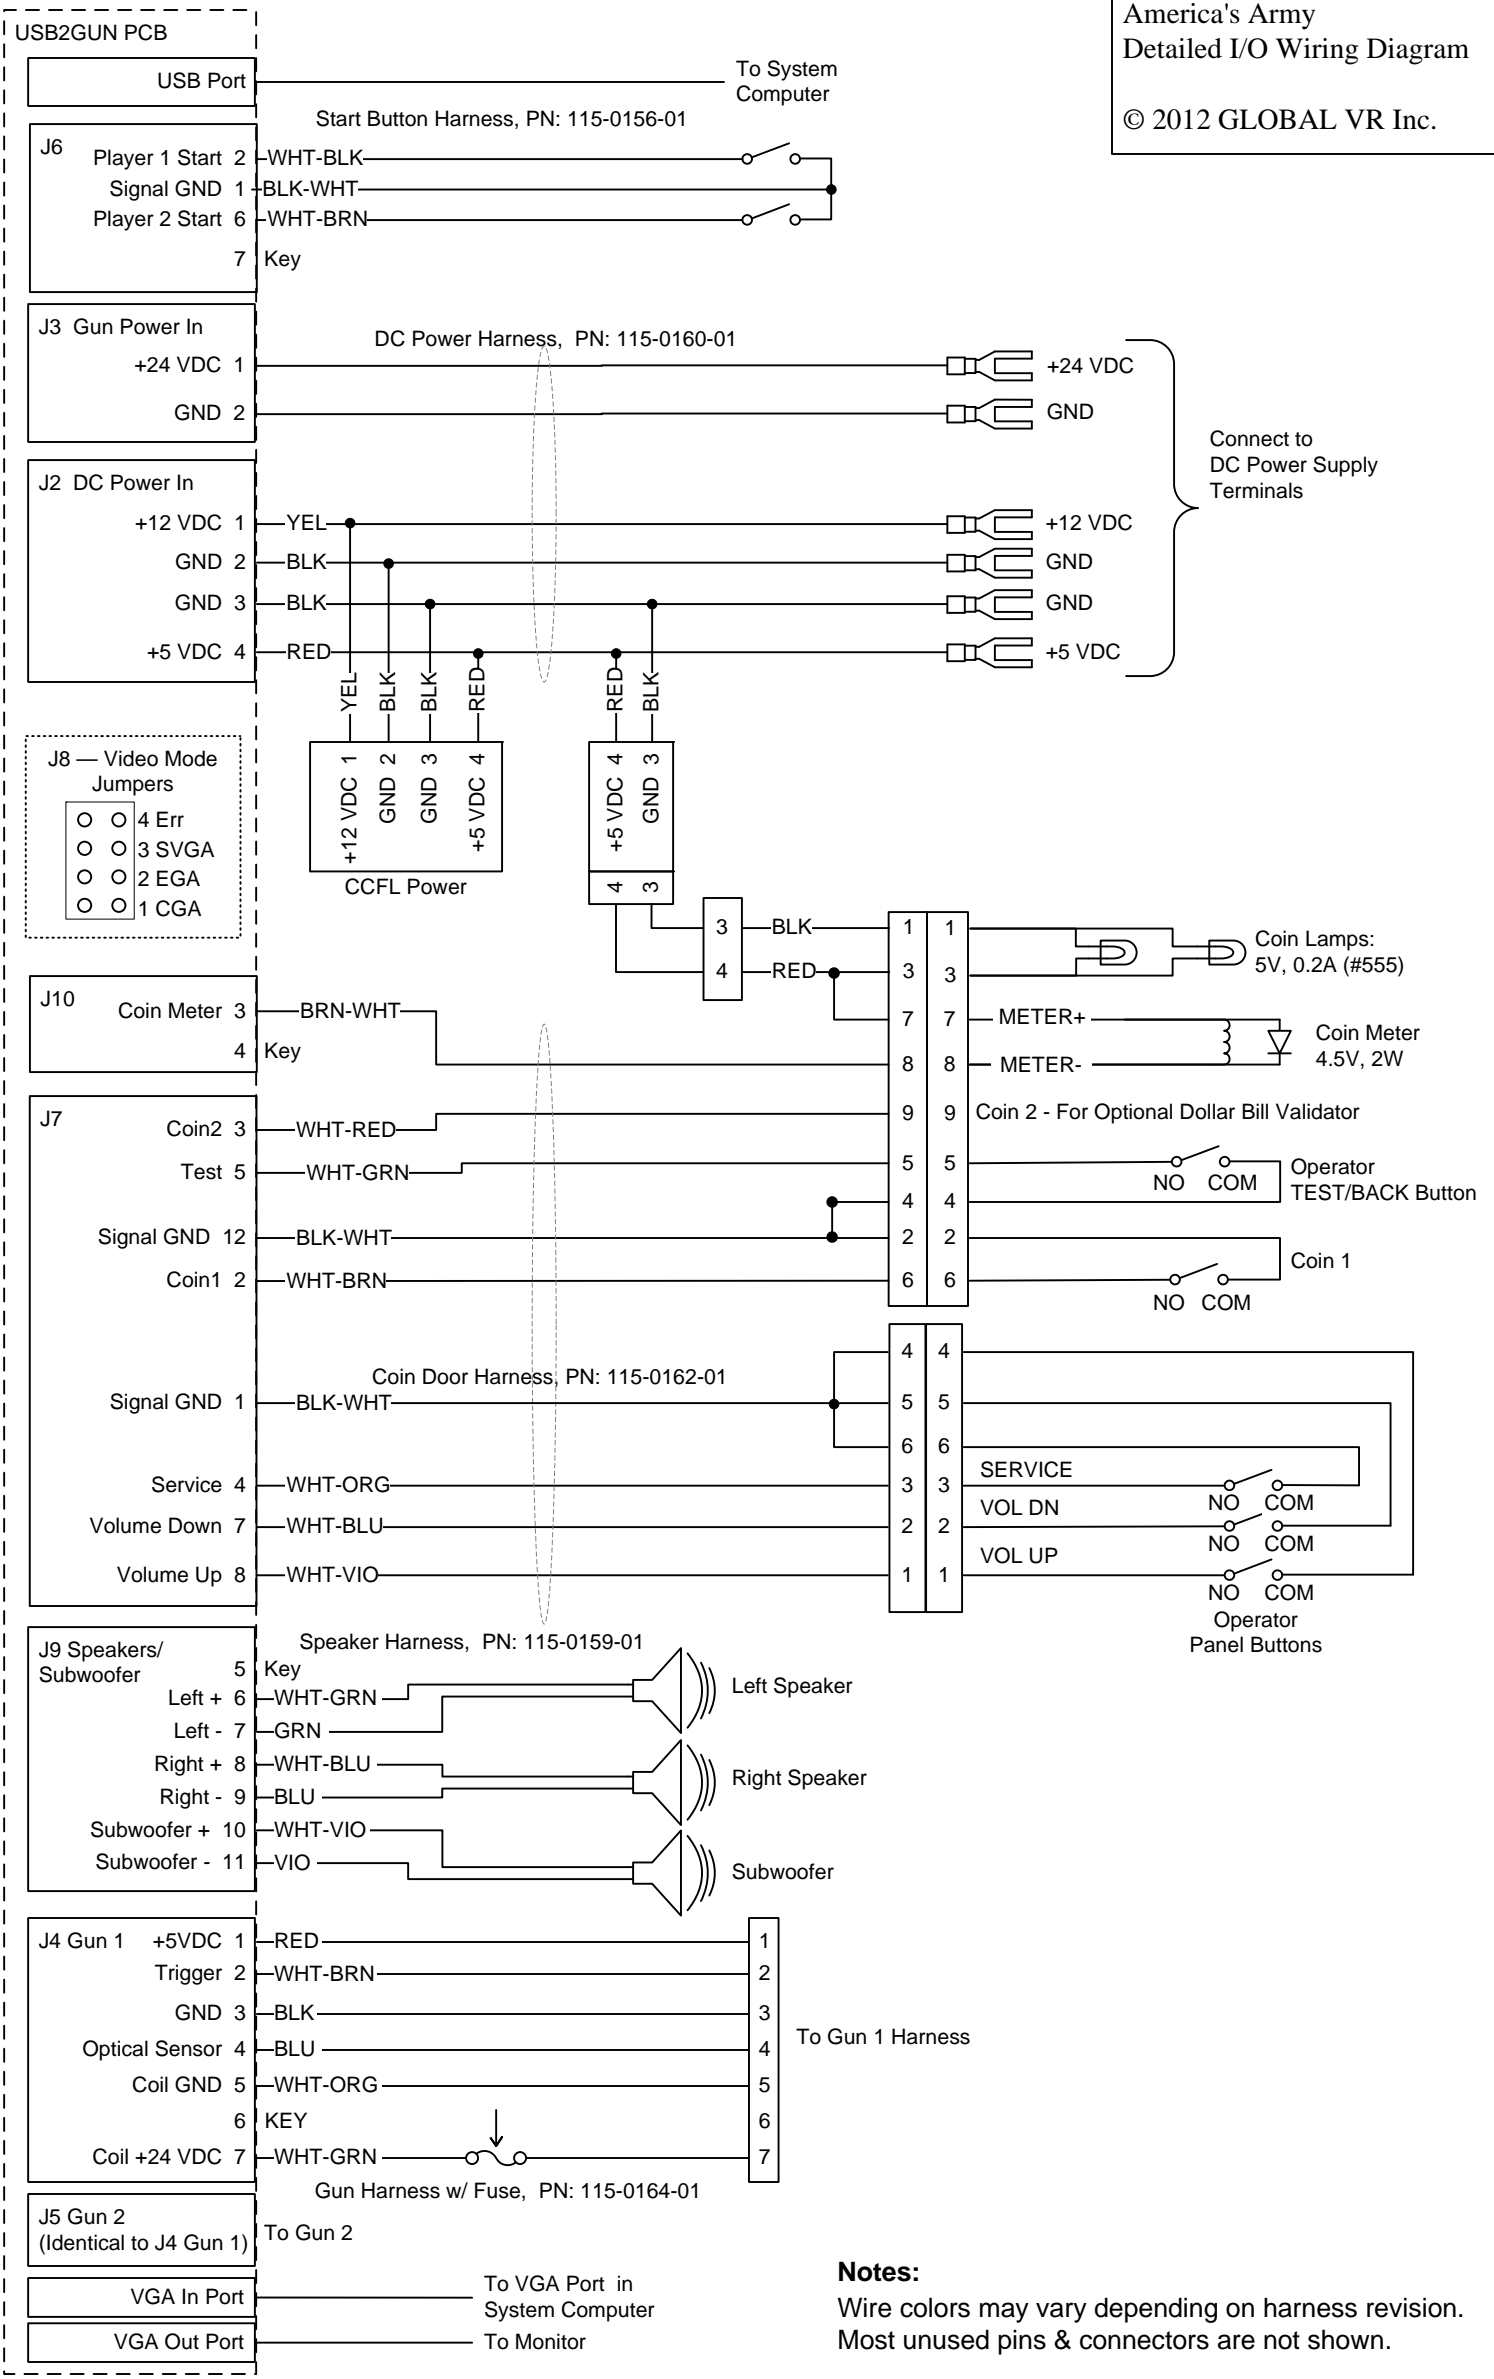 America's Army
Detailed I/O Wiring Diagram
© 2012 GLOBAL VR Inc.
USB2GUN PCB
USB Port
To System
Computer
Start Button Harness, PN: 115-0156-01
J6
Player 1 Start 2 WHT-BLK
Signal GND 1 BLK-WHT
Player 2 Start 6 WHT-BRN
7 Key
J3 Gun Power In
DC Power Harness, PN: 115-0160-01
+24 VDC 1 +24 VDC
GND 2 GND
Connect to
DC Power Supply
Terminals
J2 DC Power In
+12 VDC 1 YEL +12 VDC
GND 2 BLK GND
GND 3 BLK GND
+5 VDC 4 RED +5 VDC
YEL BLK BLK RED RED BLK
+12 VDC 1
GND 2
GND 3
+5 VDC 4
CCFL Power
+5 VDC 4
GND 3
4 3
J8 — Video Mode
Jumpers
4 Err
3 SVGA
2 EGA
1 CGA
3 BLK 1 1
4 RED 3 3
Coin Lamps:
5V, 0.2A (#555)
7 7 METER+
8 8 METER-
Coin Meter
4.5V, 2W
J10
Coin Meter 3 BRN-WHT
4 Key
J7
Coin2 3 WHT-RED 9 9 Coin 2 - For Optional Dollar Bill Validator
Test 5 WHT-GRN 5 5
NO COM
Operator
TEST/BACK Button
4 4
Signal GND 12 BLK-WHT 2 2
Coin 1
Coin1 2 WHT-BRN 6 6
NO COM
Coin Door Harness, PN: 115-0162-01
4 4
Signal GND 1 BLK-WHT 5 5
6 6
SERVICE
Service 4 WHT-ORG 3 3
NO COM
VOL DN
Volume Down 7 WHT-BLU 2 2
NO COM
VOL UP
Volume Up 8 WHT-VIO 1 1
NO COM
Operator
Panel Buttons
J9 Speakers/
Subwoofer
Speaker Harness, PN: 115-0159-01
5 Key
Left + 6 WHT-GRN
Left - 7 GRN
Left Speaker
Right + 8 WHT-BLU
Right - 9 BLU
Right Speaker
Subwoofer + 10 WHT-VIO
Subwoofer - 11 VIO
Subwoofer
J4 Gun 1 +5VDC 1 RED 1
Trigger 2 WHT-BRN 2
GND 3 BLK 3
To Gun 1 Harness
Optical Sensor 4 BLU 4
Coil GND 5 WHT-ORG 5
6 KEY 6
Coil +24 VDC 7 WHT-GRN 7
Gun Harness w/ Fuse, PN: 115-0164-01
J5 Gun 2
(Identical to J4 Gun 1)
To Gun 2
VGA In Port
To VGA Port in
System Computer
VGA Out Port
To Monitor
Notes:
Wire colors may vary depending on harness revision.
Most unused pins & connectors are not shown.